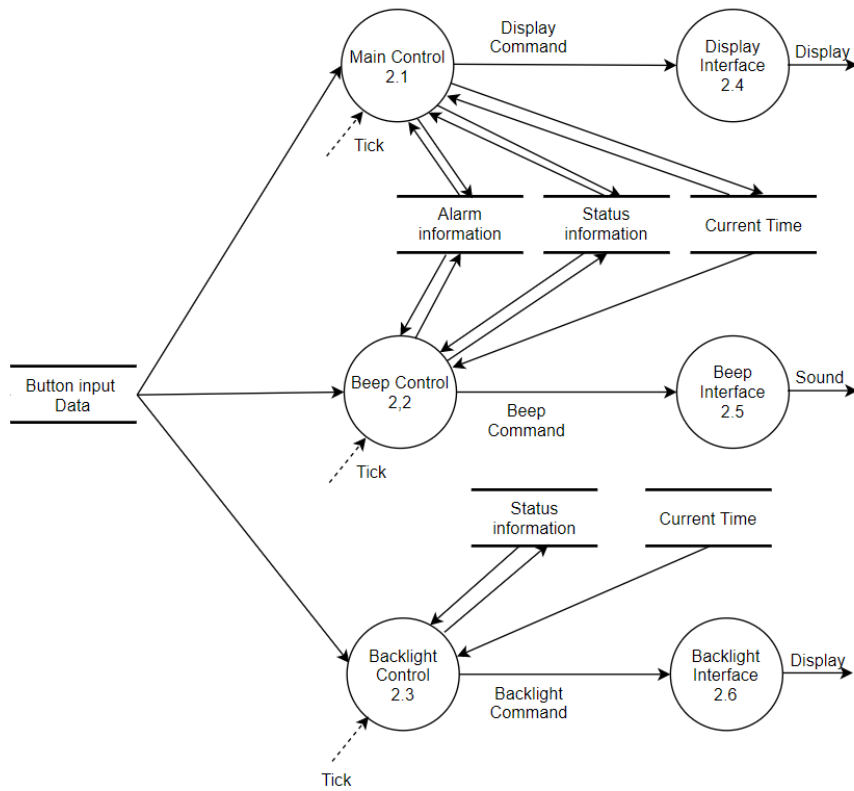 Main Control
2.1
Display
Command
Display
Interface
2.4
Display
Tick
Alarm
information
Status
information
Current Time
Button input
Data
Beep Control
2,2
Beep
Command
Beep
Interface
2.5
Sound
Tick
Status
information
Current Time
Backlight
Control
2.3
Backlight
Command
Backlight
Interface
2.6
Display
Tick